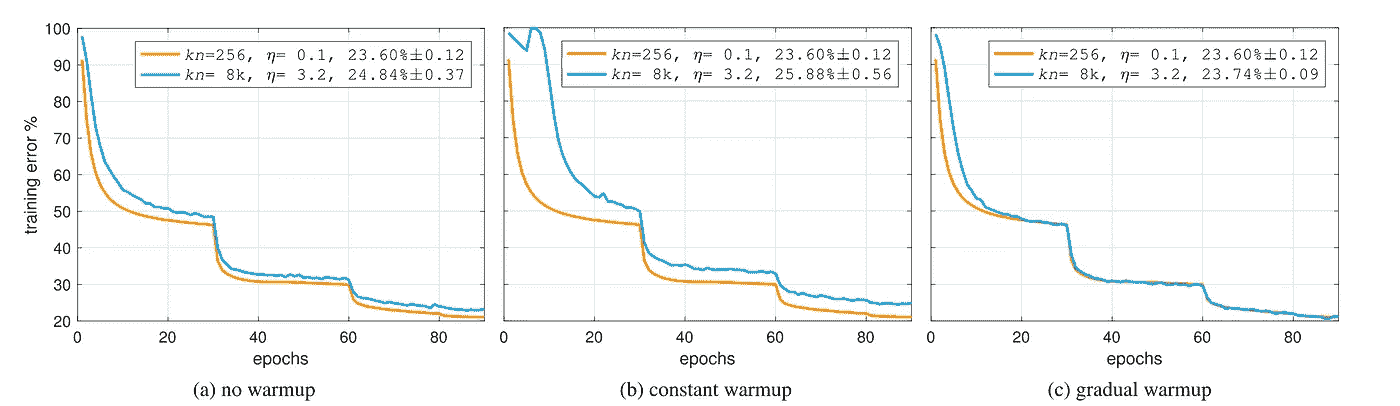 training error %
100
90
80
70
60
50
40
30
20
kn=256, η= 0.1, 23.60%±0.12
kn= 8k, η= 3.2, 24.84%±0.37
0 20 40 60 80
epochs
(a) no warmup
kn=256, η= 0.1, 23.60%±0.12
kn= 8k, η= 3.2, 25.88%±0.56
0 20 40 60 80
epochs
(b) constant warmup
kn=256, η= 0.1, 23.60%±0.12
kn= 8k, η= 3.2, 23.74%±0.09
0 20 40 60 80
epochs
(c) gradual warmup